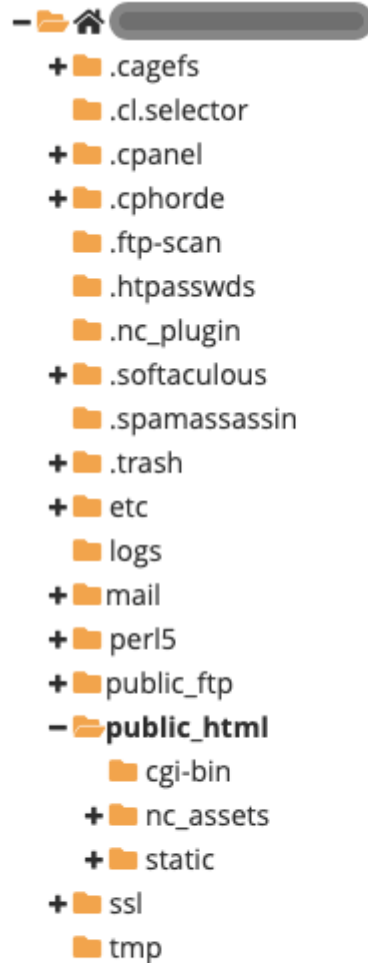 .cagefs
.cl.selector
.cpanel
.cphorde
.ftp-scan
.htpasswds
.nc_plugin
.softaculous
.spamassassin
.trash
etc
logs
mail
perl5
public_ftp
public_html
cgi-bin
nc_assets
static
ssl
tmp